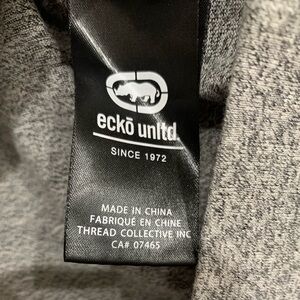 eckō unltd
SINCE 1972
MADE IN CHINA
FABRIQUÉ EN CHINE
THREAD COLLECTIVE INC
CA# 07465